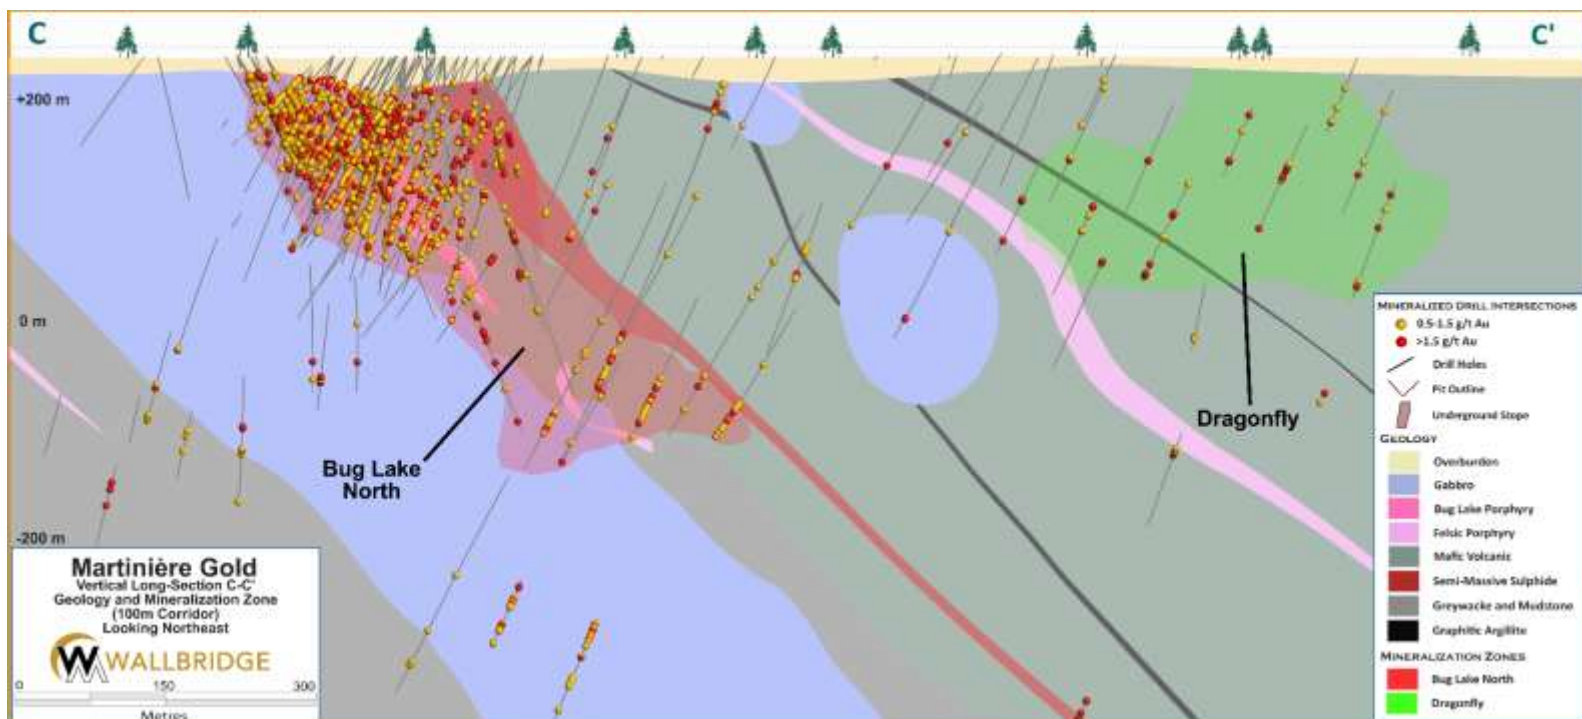 C
C'
+200 m
0 m
-200 m
Bug Lake
North
Dragonfly
Martinière Gold
Vertical Long-Section C-C'
Geology and Mineralization Zone
(100m Corridor)
Looking Northeast
WALLBRIDGE
0 150 300
Metres
MINERALIZED DRILL INTERSECTIONS
0.5-1.5 g/t Au
>1.5 g/t Au
Drill Holes
Pit Outline
Underground Stope
GEOLOGY
Overburden
Gabbro
Bug Lake Porphyry
Felsic Porphyry
Mafic Volcanic
Semi-Massive Sulphide
Greywacke and Mudstone
Graphitic Argillite
MINERALIZATION ZONES
Bug Lake North
Dragonfly